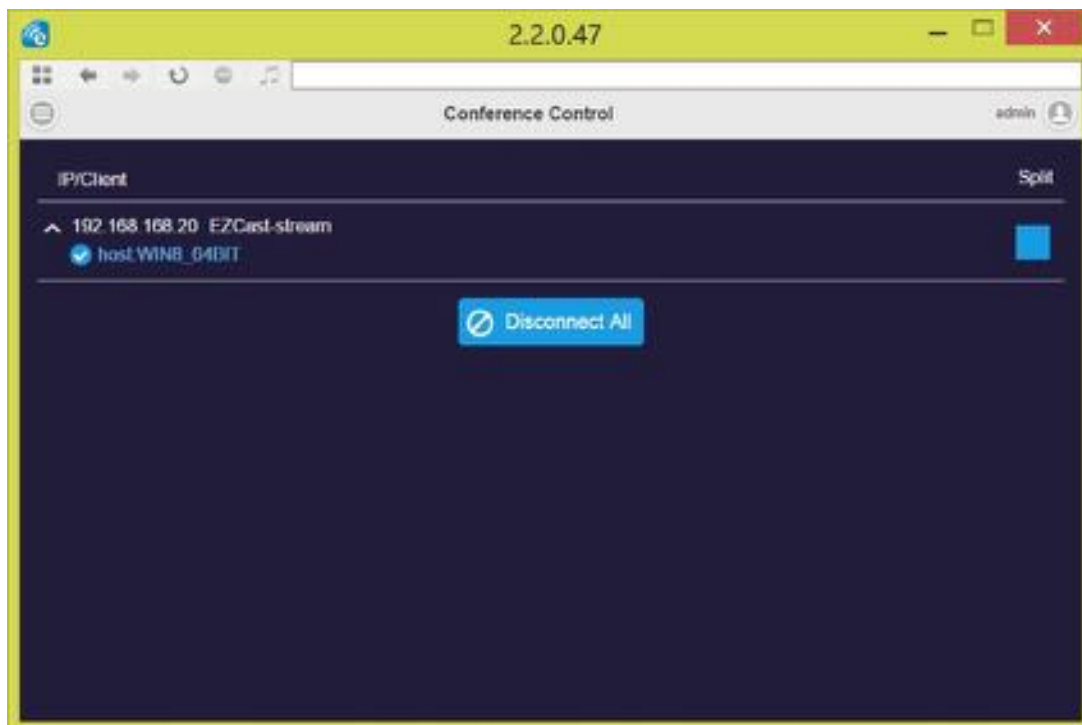 2.2.0.47
Conference Control
admin
IP/Client
Split
192.168.168.20 EZCast-stream
host:WIN8_64BIT
Disconnect All